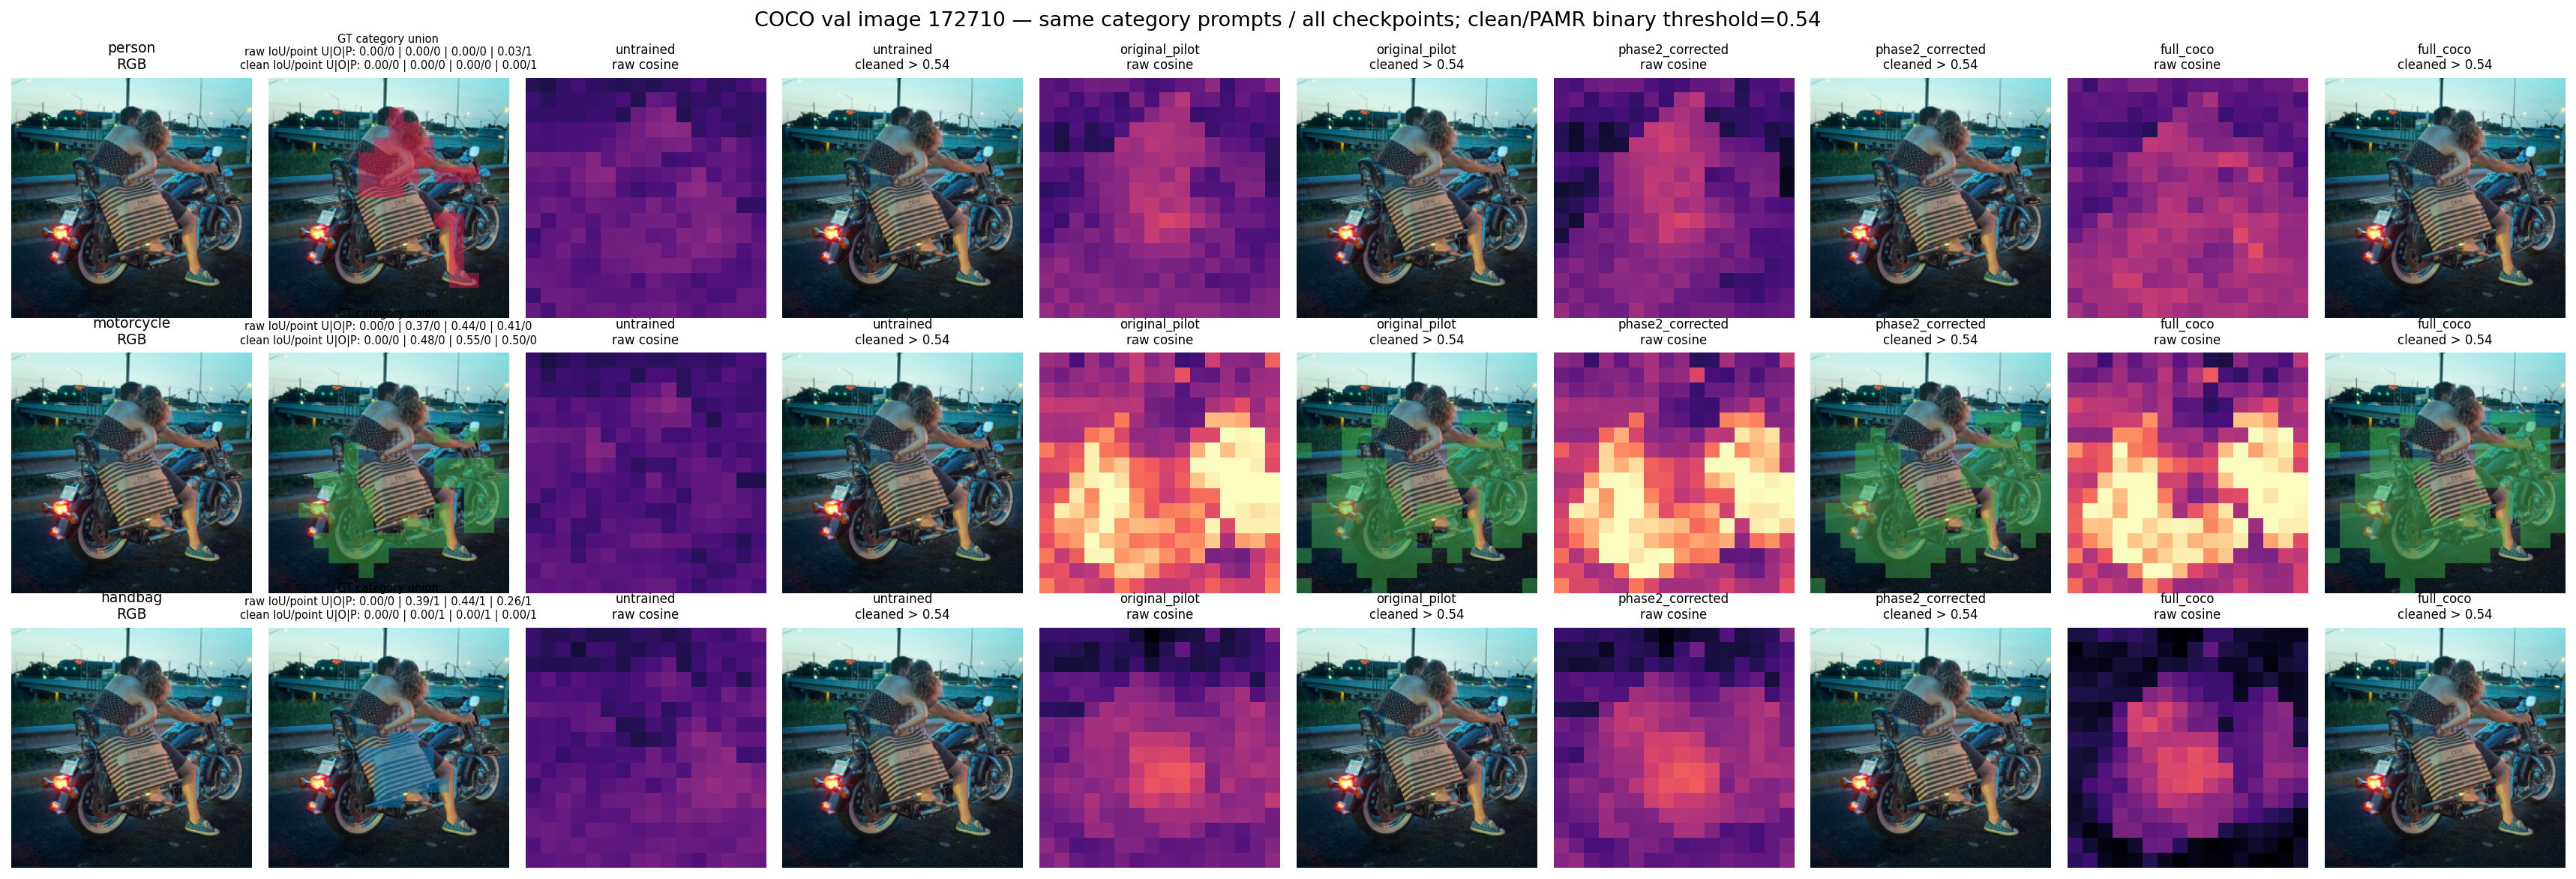 COCO val image 172710 — same category prompts / all checkpoints; clean/PAMR binary threshold=0.54
person
RGB
GT category union
raw IoU/point U|O|P: 0.00/0 | 0.00/0 | 0.00/0 | 0.03/1
clean IoU/point U|O|P: 0.00/0 | 0.00/0 | 0.00/0 | 0.00/1
untrained
raw cosine
untrained
cleaned > 0.54
original_pilot
raw cosine
original_pilot
cleaned > 0.54
phase2_corrected
raw cosine
phase2_corrected
cleaned > 0.54
full_coco
raw cosine
full_coco
cleaned > 0.54
motorcycle
RGB
GT category union
raw IoU/point U|O|P: 0.00/0 | 0.37/0 | 0.44/0 | 0.41/0
clean IoU/point U|O|P: 0.00/0 | 0.48/0 | 0.55/0 | 0.50/0
untrained
raw cosine
untrained
cleaned > 0.54
original_pilot
raw cosine
original_pilot
cleaned > 0.54
phase2_corrected
raw cosine
phase2_corrected
cleaned > 0.54
full_coco
raw cosine
full_coco
cleaned > 0.54
handbag
RGB
GT category union
raw IoU/point U|O|P: 0.00/0 | 0.39/1 | 0.44/1 | 0.26/1
clean IoU/point U|O|P: 0.00/0 | 0.00/1 | 0.00/1 | 0.00/1
untrained
raw cosine
untrained
cleaned > 0.54
original_pilot
raw cosine
original_pilot
cleaned > 0.54
phase2_corrected
raw cosine
phase2_corrected
cleaned > 0.54
full_coco
raw cosine
full_coco
cleaned > 0.54